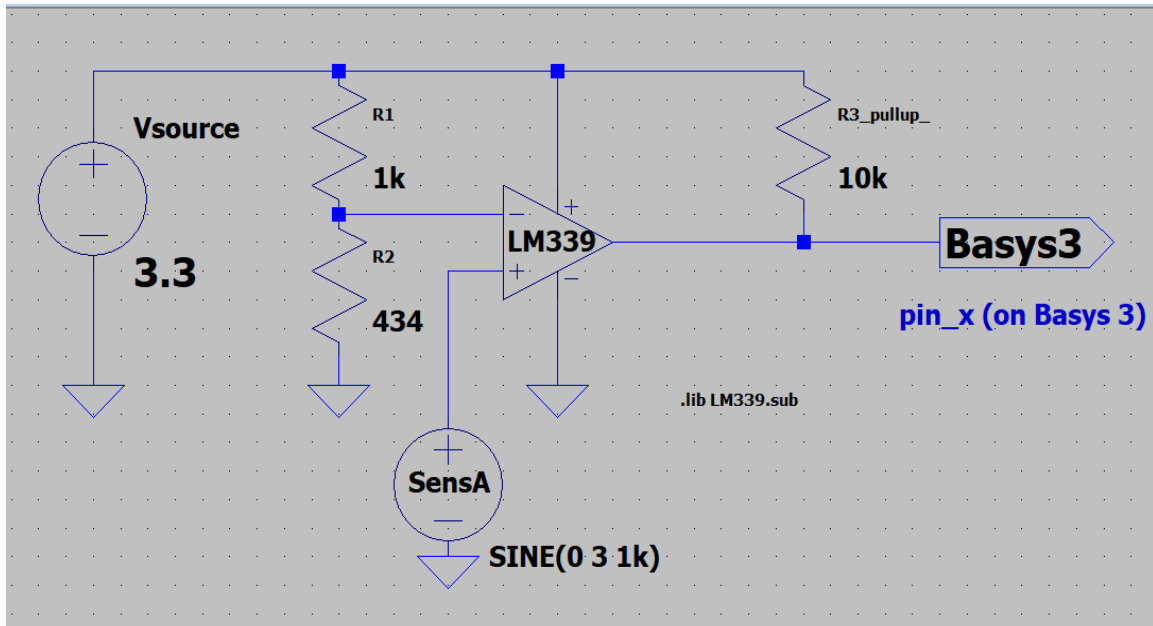 Vsource
3.3
R1
1k
R2
434
LM339
R3_pullup_
10k
Basys3
pin_x (on Basys 3)
.lib LM339.sub
SensA
SINE(0 3 1k)